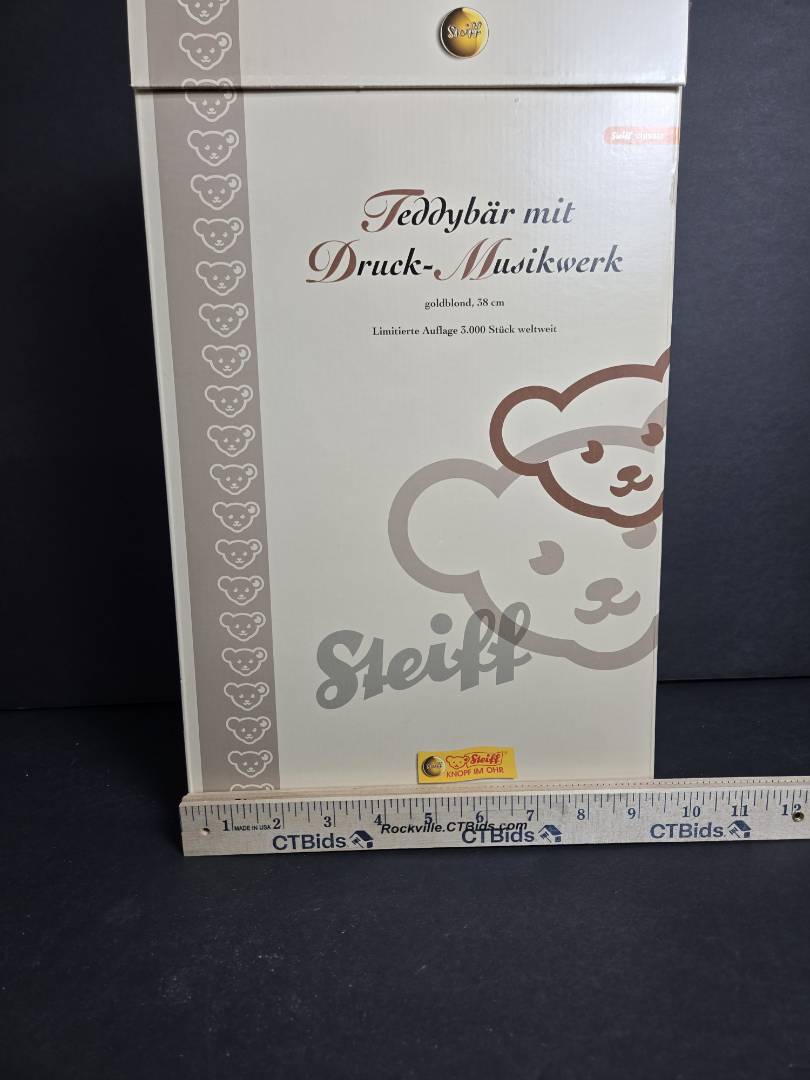 Steiff
Steiff classic
Teddybär mit
Druck-Musikwerk
goldblond, 38 cm
Limitierte Auflage 3.000 Stück weltweit
Steiff
Steiff
KNOPF IM OHR
1 2 3 4 5 6 7 8 9 10 11 12
MADE IN USA
Rockville.CTBids.com
CTBids CTBids CTBids